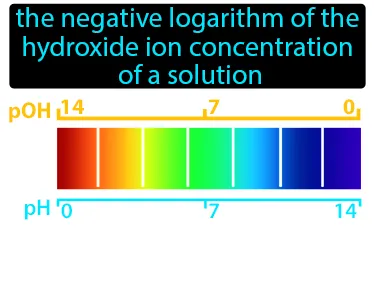 the negative logarithm of the
hydroxide ion concentration
of a solution
pOH 14 7 0
pH 0 7 14